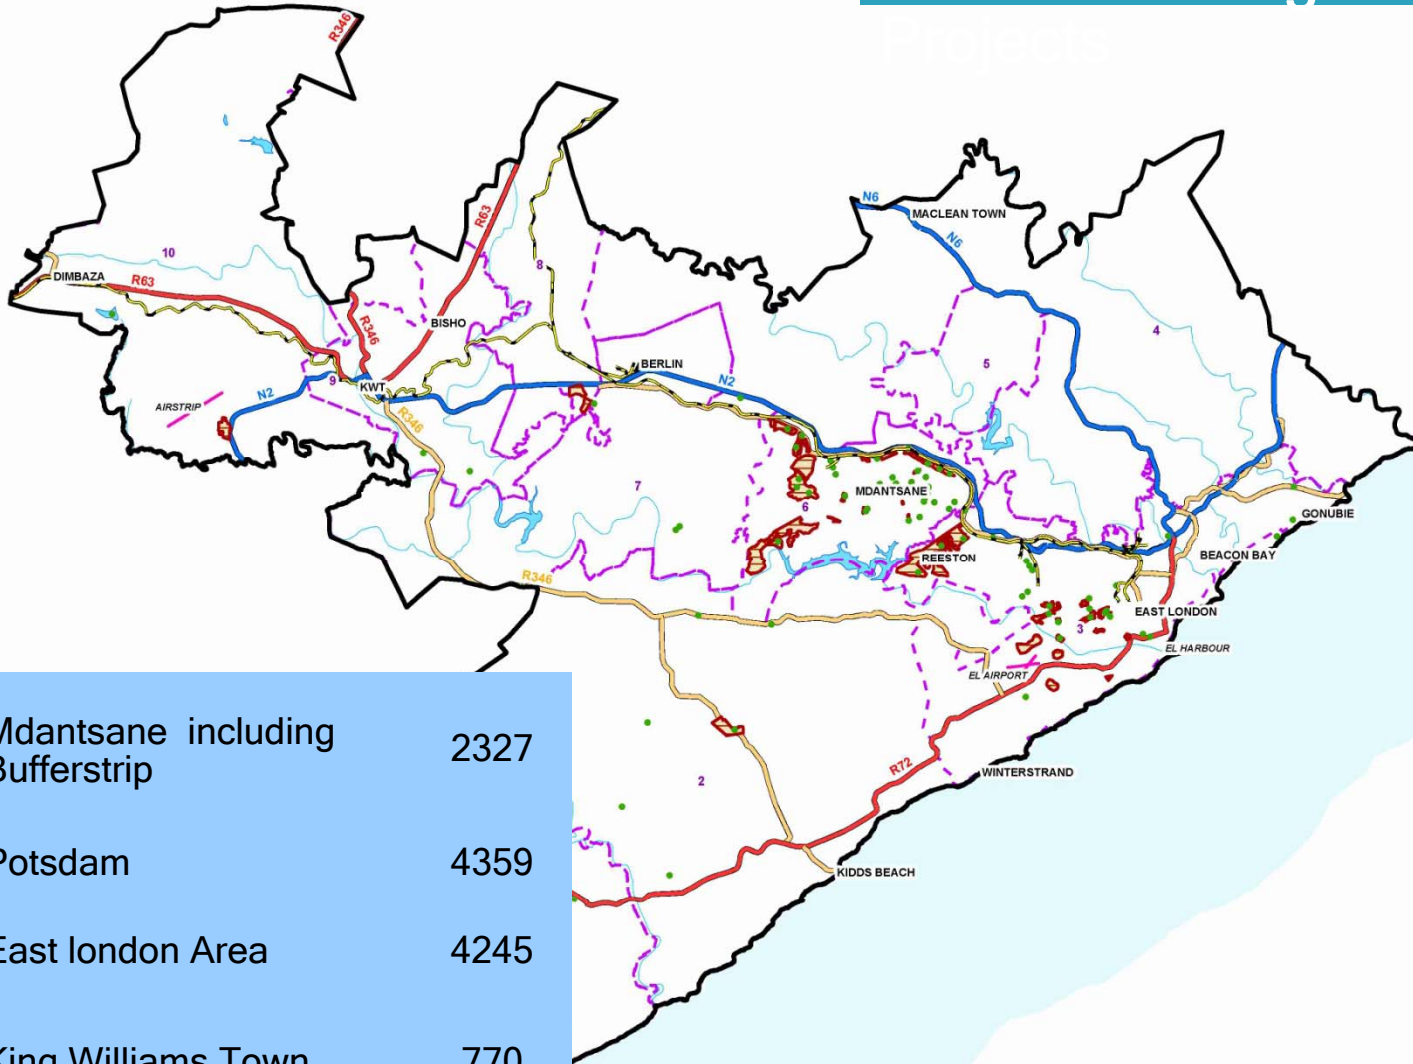 Projects
R346
N6
MACLEAN TOWN
N6
R63
10
8
DIMBAZA
R63
4
BISHO
R346
5
BERLIN
9
KWT
N2
N2
AIRSTRIP
R346
7
MDANTSANE
6
GONUBIE
BEACON BAY
REESTON
R346
EAST LONDON
3
EL HARBOUR
EL AIRPORT
R72
WINTERSTRAND
2
KIDDS BEACH
Mdantsane including
Bufferstrip
2327
Potsdam 4359
East london Area 4245
King Williams Town 770